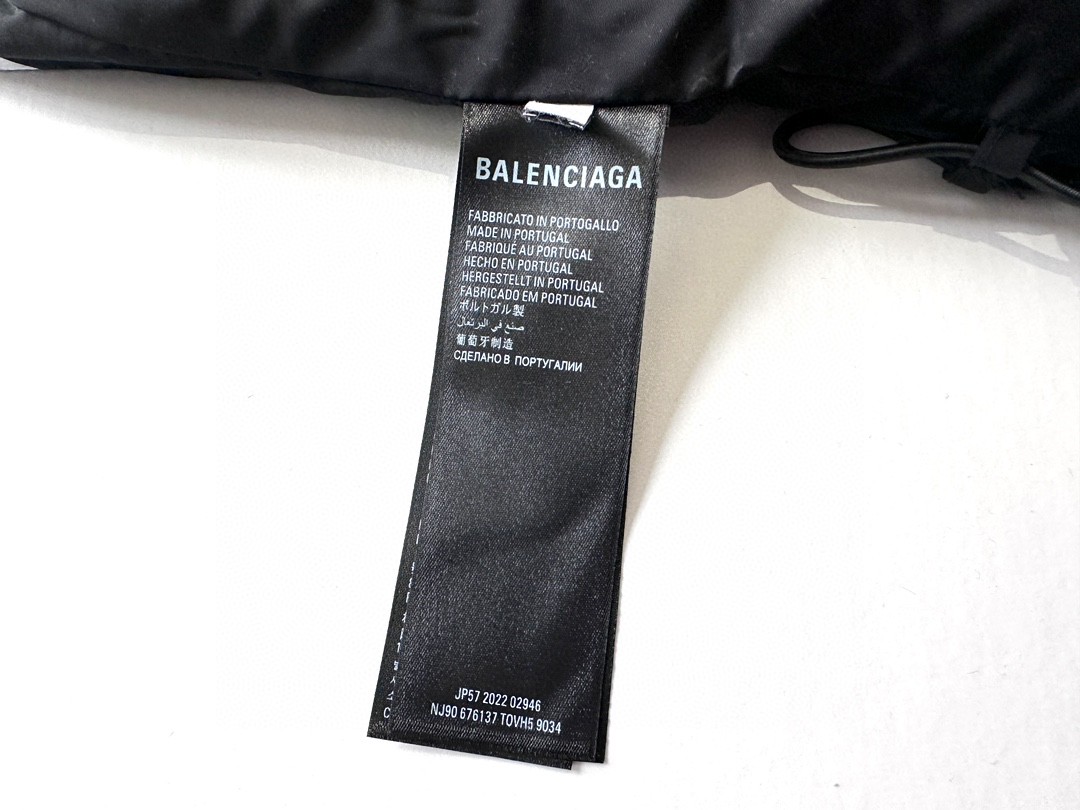 BALENCIAGA
FABBRICATO IN PORTOGALLO
MADE IN PORTUGAL
FABRIQUÉ AU PORTUGAL
HECHO EN PORTUGAL
HERGESTELLT IN PORTUGAL
FABRICADO EM PORTUGAL
ポルトガル製
صنع في البرتغال
葡萄牙制造
СДЕЛАНО В ПОРТУГАЛИИ
JP57 2022 02946
NJ90 676137 TOVH5 9034